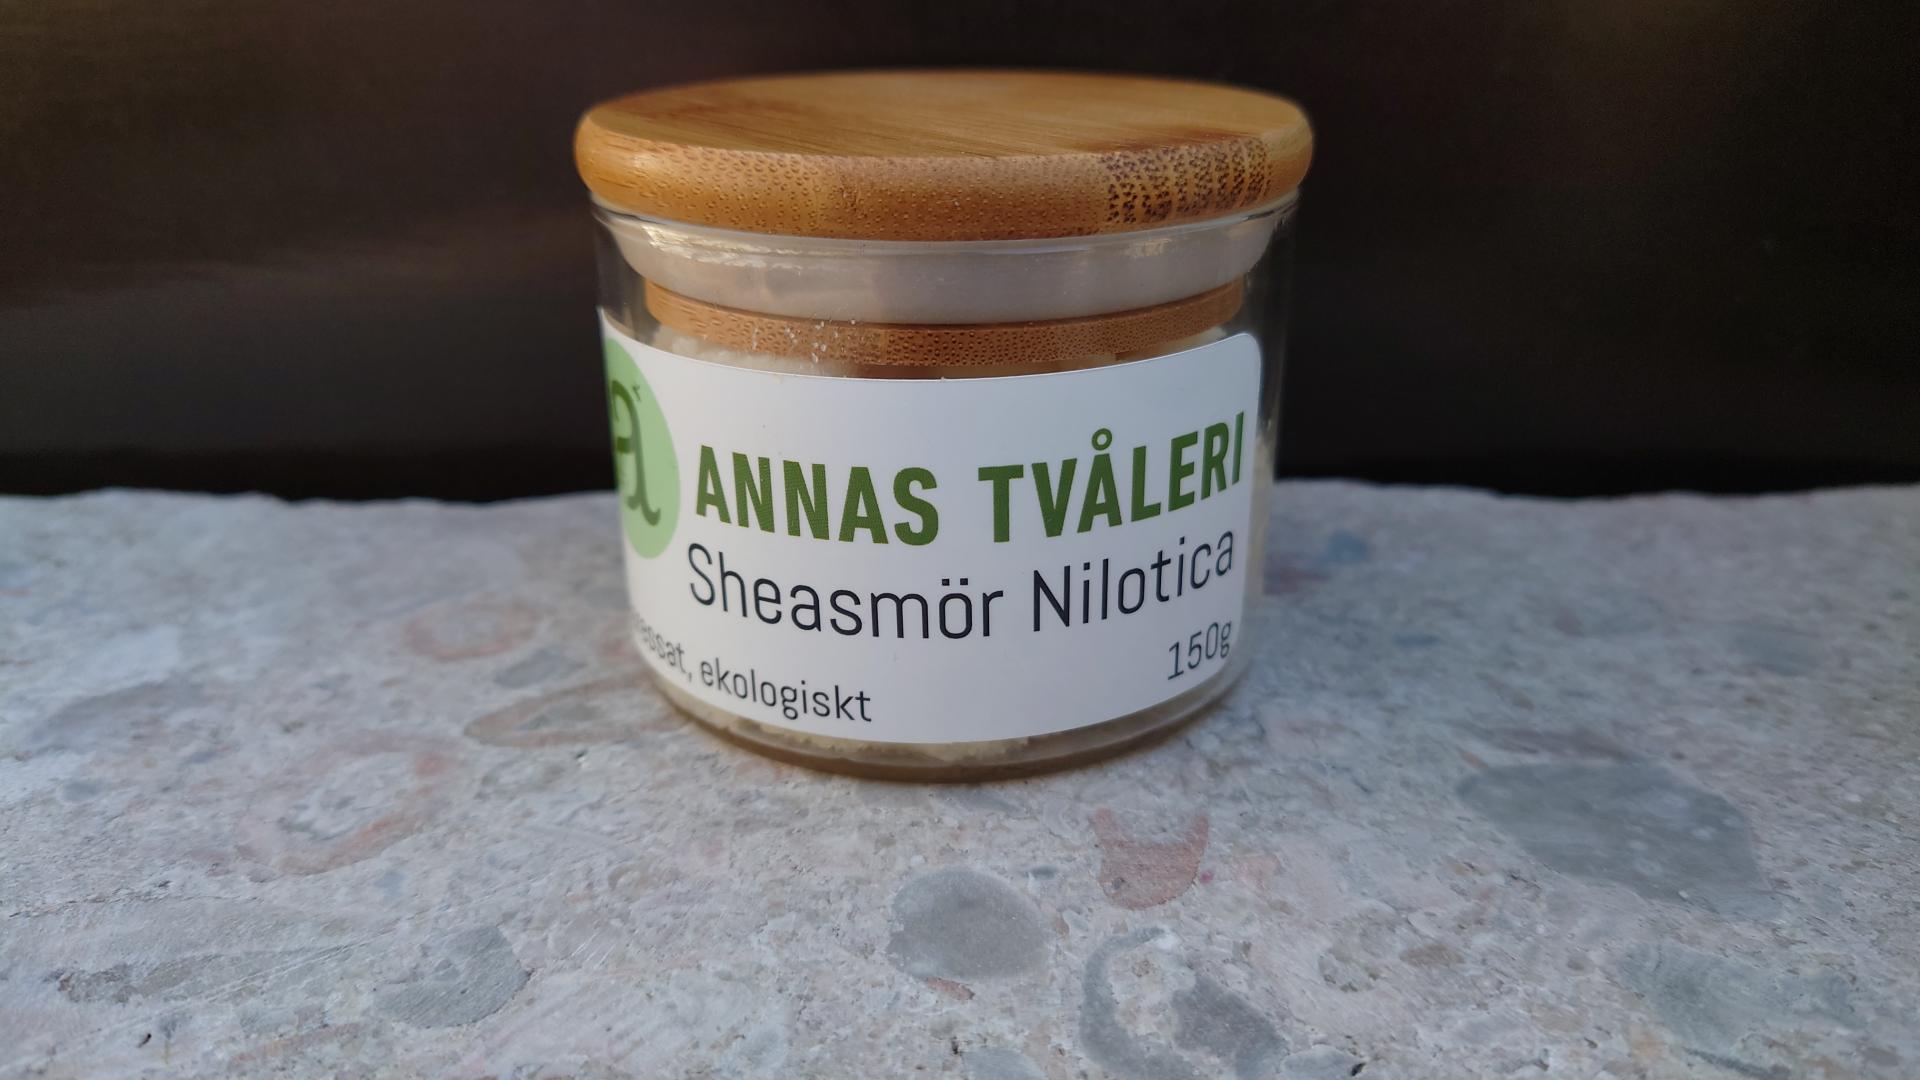 ANNAS TVÅLERI
Sheasmör Nilotica
ekologiskt
150g